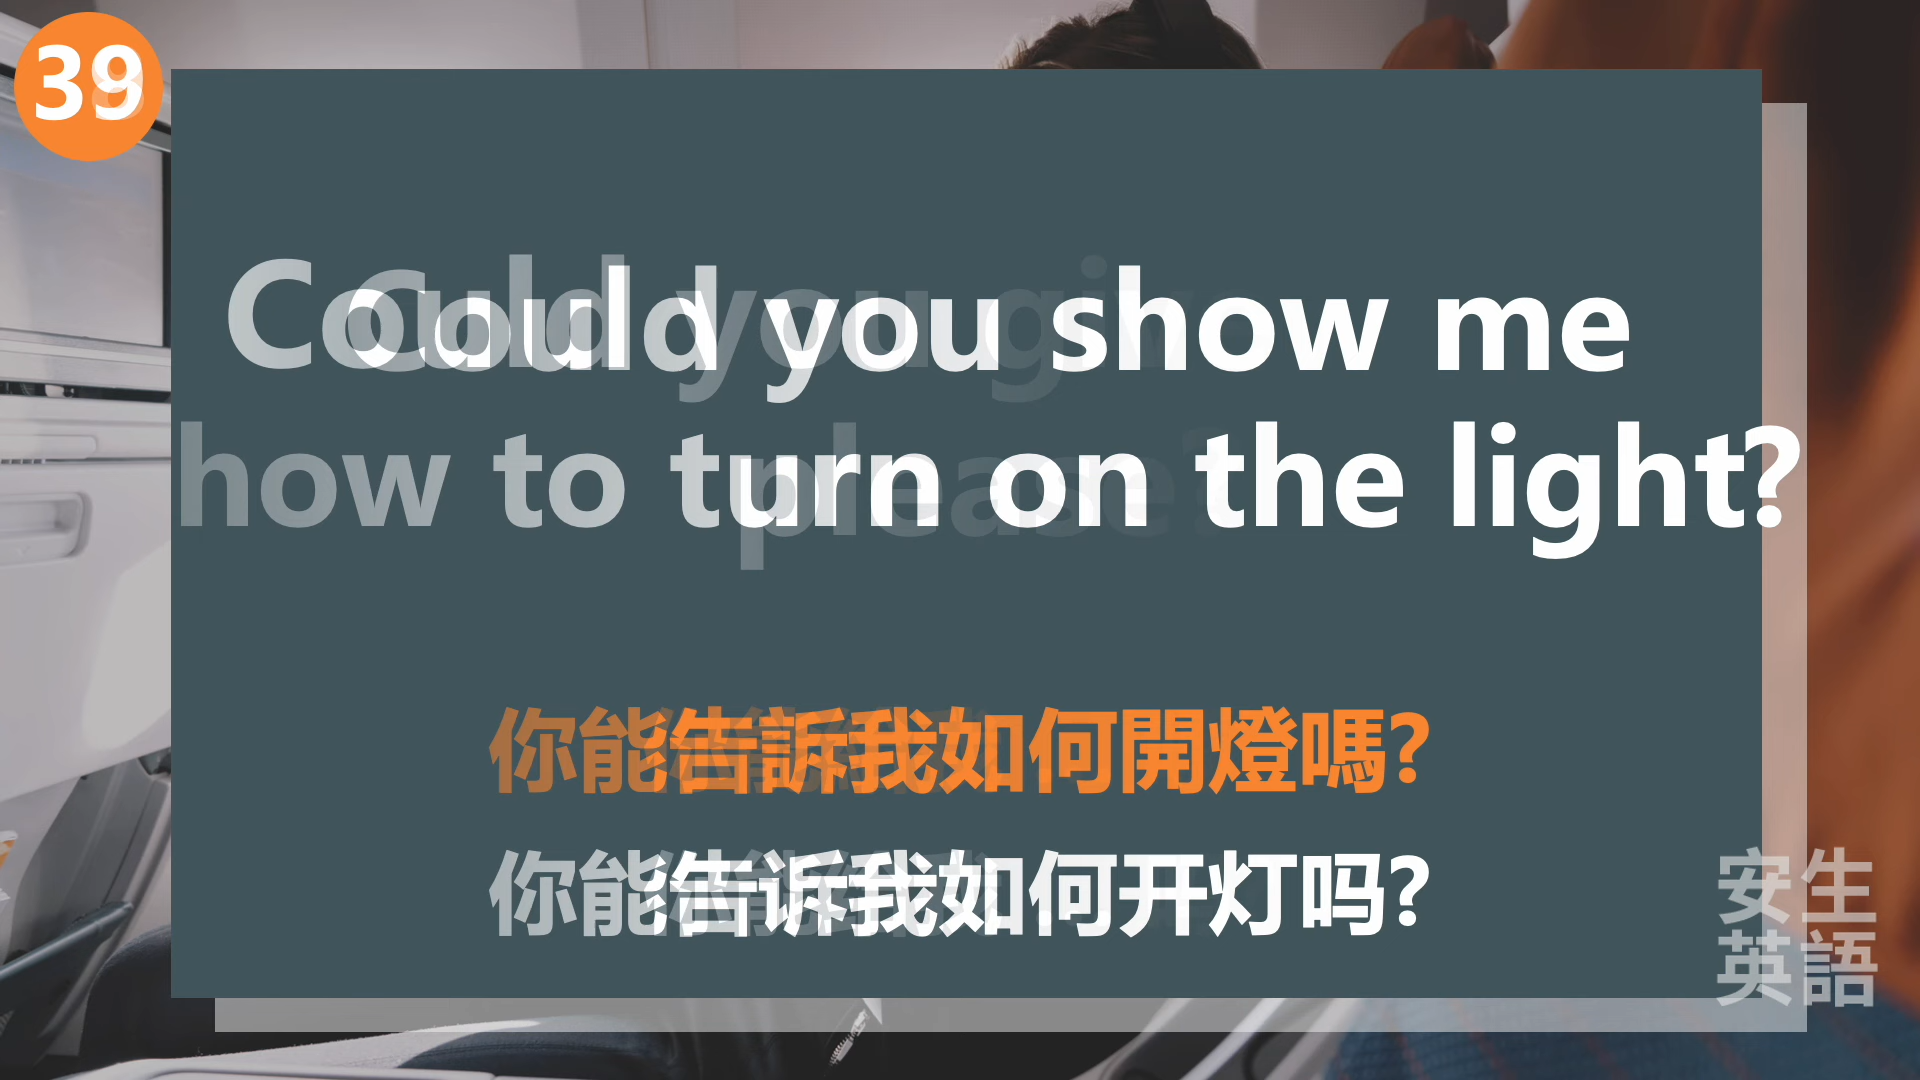 39
Could you show me
how to turn on the light?
你能告訴我如何開燈嗎?
你能告诉我如何开灯吗?
安生
英語